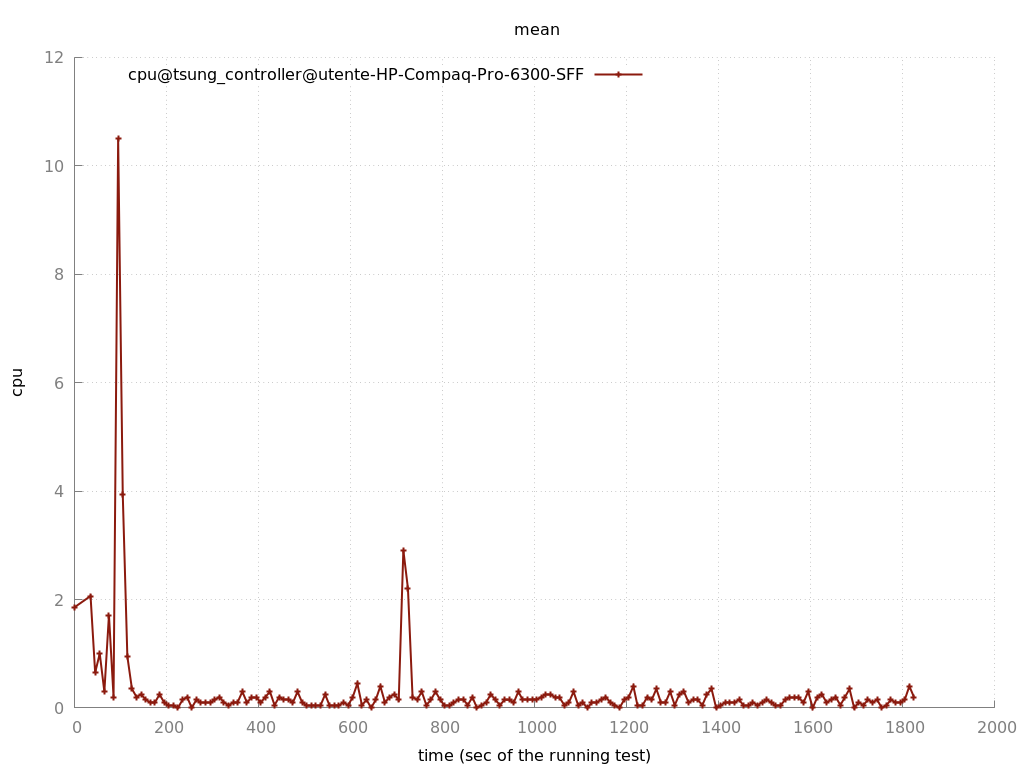 mean
12
cpu@tsung_controller@utente-HP-Compaq-Pro-6300-SFF
10
8
6
cpu
4
2
0
0 200 400 600 800 1000 1200 1400 1600 1800 2000
time (sec of the running test)